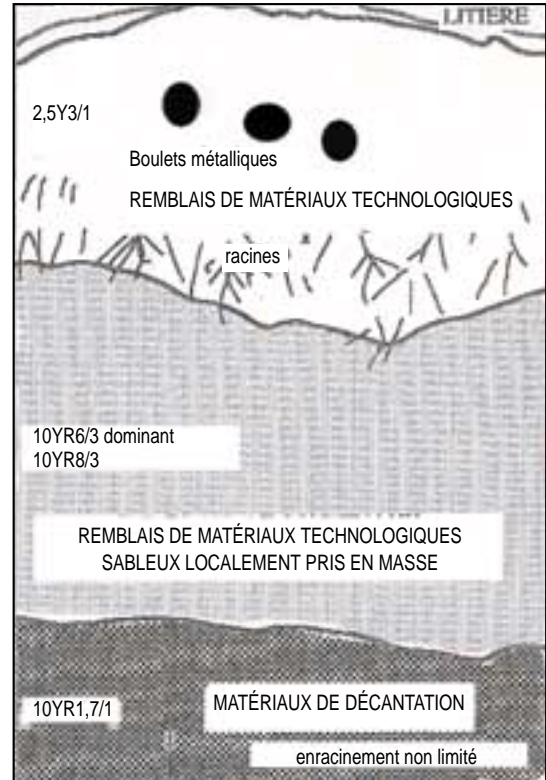 LITIERE
2,5Y3/1
Boulets métalliques
REMBLAIS DE MATÉRIAUX TECHNOLOGIQUES
racines
10YR6/3 dominant
10YR8/3
REMBLAIS DE MATÉRIAUX TECHNOLOGIQUES
SABLEUX LOCALEMENT PRIS EN MASSE
MATÉRIAUX DE DÉCANTATION
10YR1,7/1
enracinement non limité